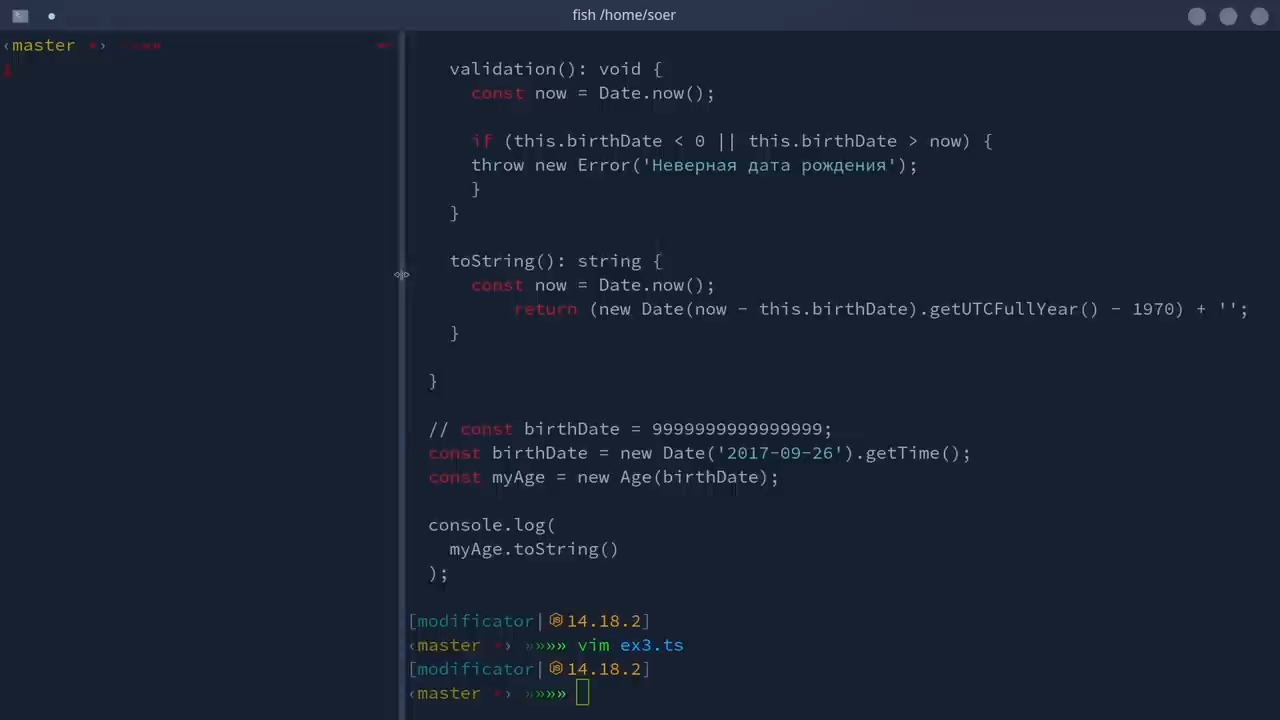 fish /home/soer
‹master •› »»»»
validation(): void {
const now = Date.now();
if (this.birthDate < 0 || this.birthDate > now) {
throw new Error('Неверная дата рождения');
}
}
toString(): string {
const now = Date.now();
return (new Date(now - this.birthDate).getUTCFullYear() - 1970) + '';
}
}
// const birthDate = 9999999999999999;
const birthDate = new Date('2017-09-26').getTime();
const myAge = new Age(birthDate);
console.log(
myAge.toString()
);
[modificator|14.18.2]
‹master •› »»»» vim ex3.ts
[modificator|14.18.2]
‹master •› »»»»